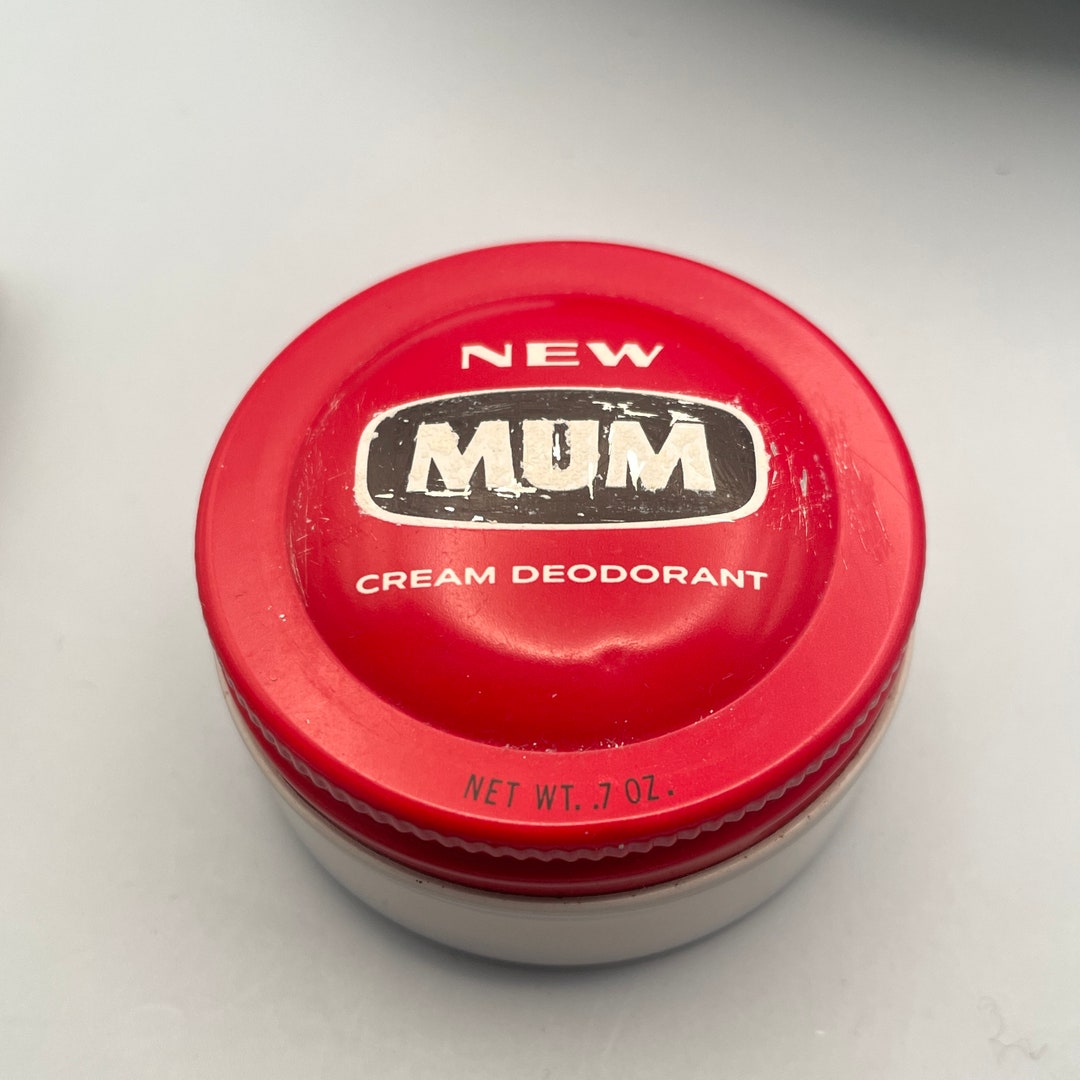 NEW
MUM
CREAM DEODORANT
NET WT. .7 OZ.